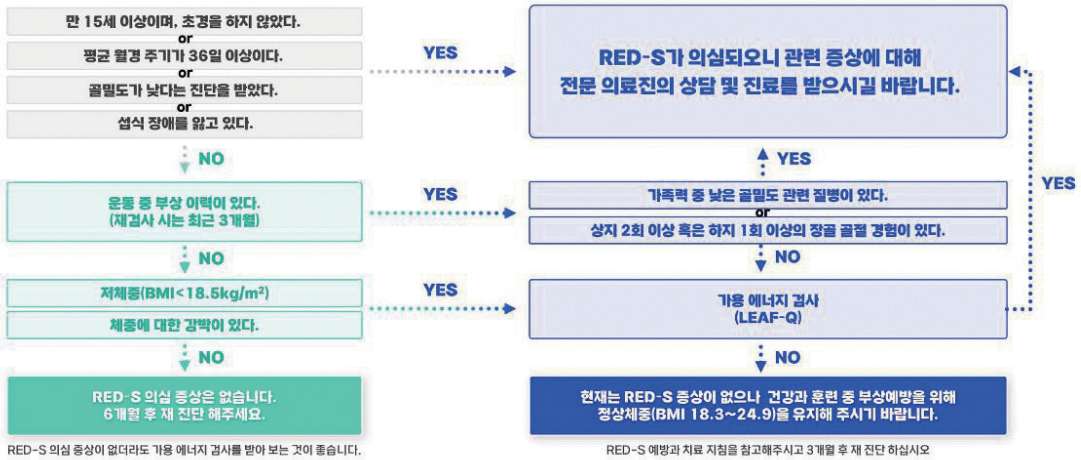 만 15세 이상이며, 초경을 하지 않았다.
or
평균 월경 주기가 36일 이상이다.
or
골밀도가 낮다는 진단을 받았다.
or
섭식 장애를 앓고 있다.
YES
RED-S가 의심되오니 관련 증상에 대해
전문 의료진의 상담 및 진료를 받으시길 바랍니다.
NO
YES
YES
운동 중 부상 이력이 있다.
(재검사 시는 최근 3개월)
YES
가족력 중 낮은 골밀도 관련 질병이 있다.
or
상지 2회 이상 혹은 하지 1회 이상의 장골 골절 경험이 있다.
NO
NO
저체중(BMI<18.5kg/m²)
체중에 대한 강박이 있다.
YES
가용 에너지 검사
(LEAF-Q)
NO
NO
RED-S 의심 증상은 없습니다.
6개월 후 재 진단 해주세요.
현재는 RED-S 증상이 없으나 건강과 훈련 중 부상예방을 위해
정상체중(BMI 18.3~24.9)을 유지해 주시기 바랍니다.
RED-S 의심 증상이 없더라도 가용 에너지 검사를 받아 보는 것이 좋습니다.
RED-S 예방과 치료 지침을 참고해주시고 3개월 후 재 진단 하십시오